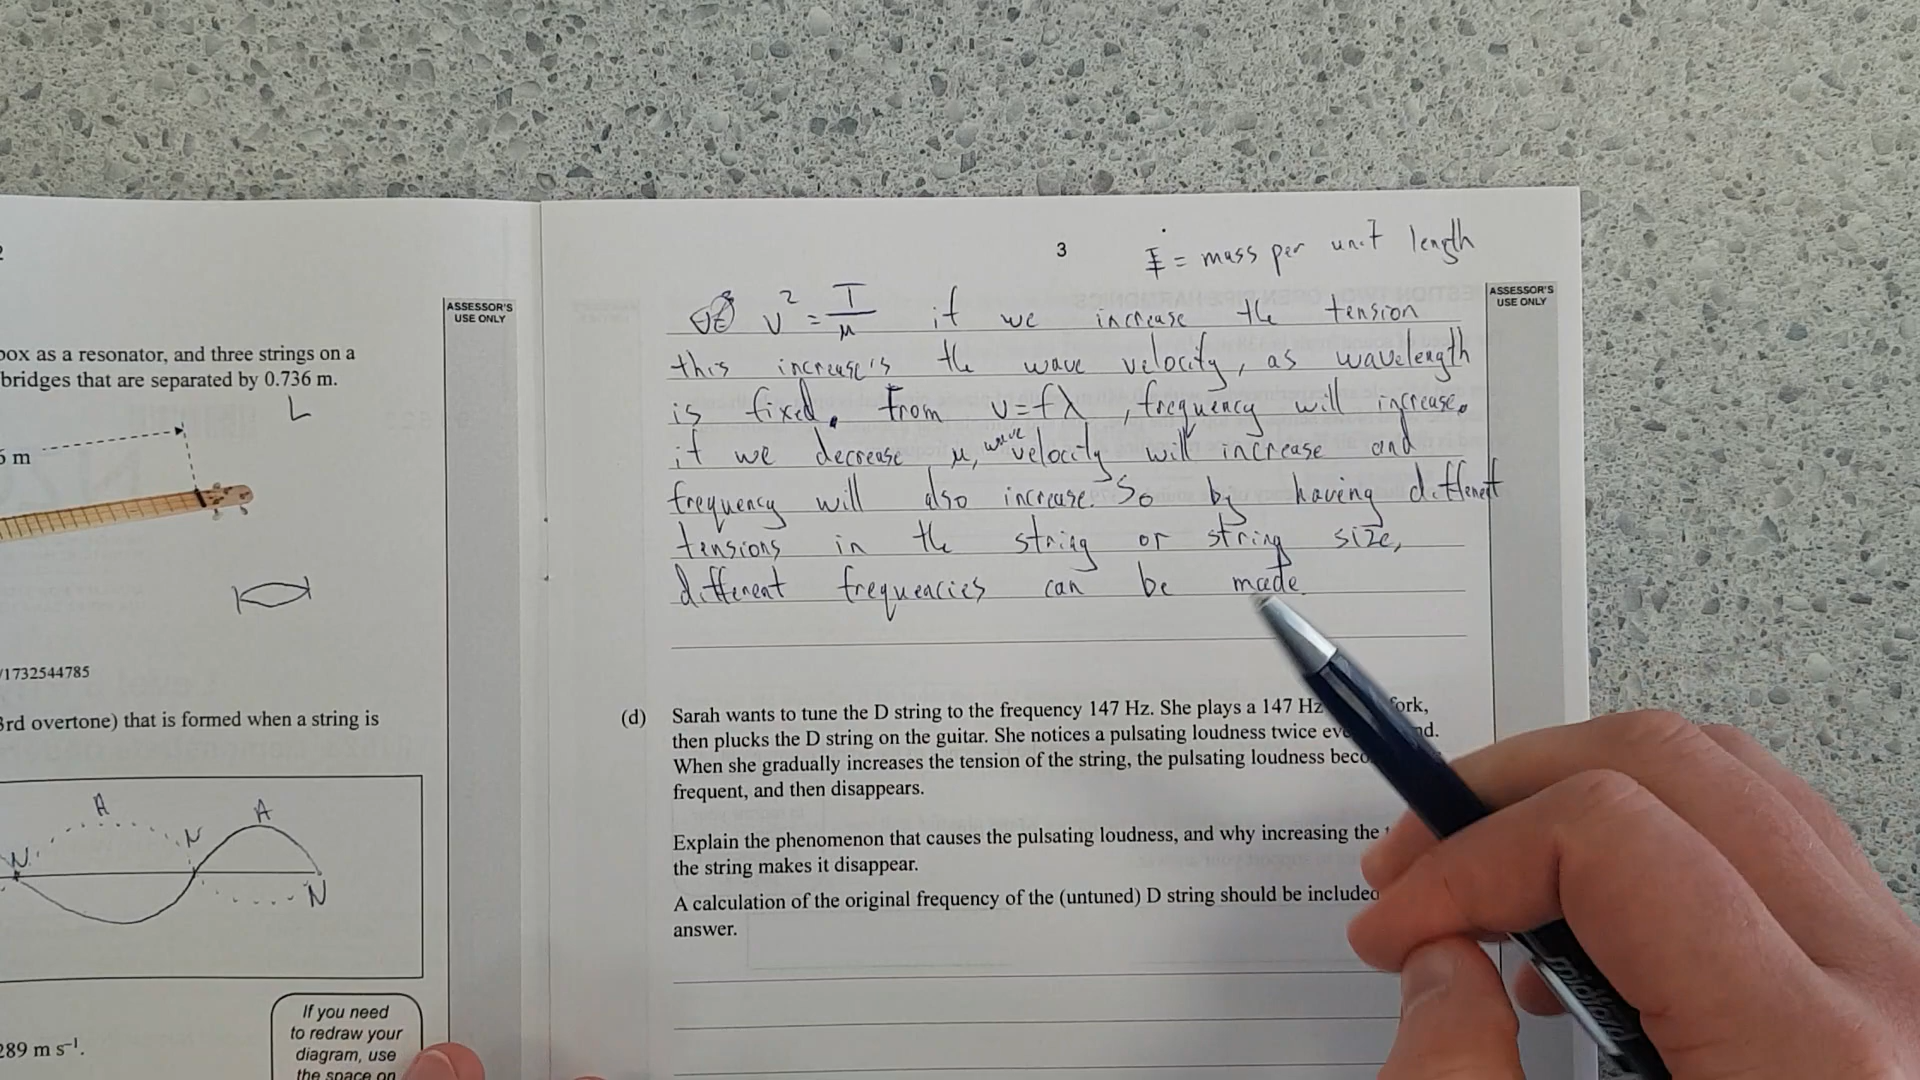 2
ASSESSOR'S
USE ONLY
box as a resonator, and three strings on a
bridges that are separated by 0.736 m.
L
m
/1732544785
3rd overtone) that is formed when a string is
A
A
N
N
N
If you need
to redraw your
diagram, use
the space on
289 m s⁻¹.
3
= mass per unit length
ASSESSOR'S
USE ONLY
v² = T/μ if we increase the tension
this increase's the wave velocity, as wavelength
is fixed. From v=fλ, frequency will increase.
if we decrease μ, wave velocity will increase and
frequency will also increase. So by having different
tensions in the string or string size,
different frequencies can be made.
(d) Sarah wants to tune the D string to the frequency 147 Hz. She plays a 147 Hz fork,
then plucks the D string on the guitar. She notices a pulsating loudness twice
When she gradually increases the tension of the string, the pulsating loudness
frequent, and then disappears.
Explain the phenomenon that causes the pulsating loudness, and why increasing the
the string makes it disappear.
A calculation of the original frequency of the (untuned) D string should be included
answer.
motion